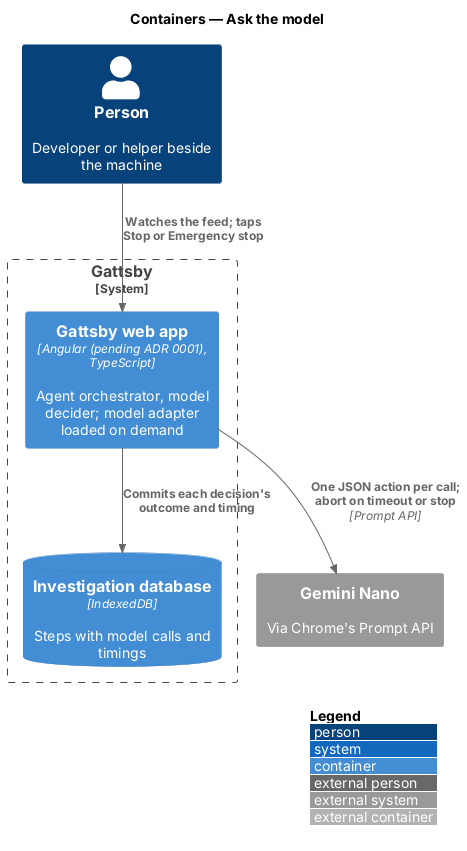 Containers — Ask the model
Person
Developer or helper beside
the machine
Watches the feed; taps
Stop or Emergency stop
Gattsby
[System]
Gattsby web app
[Angular (pending ADR 0001),
TypeScript]
Agent orchestrator, model
decider; model adapter
loaded on demand
Commits each decision's
outcome and timing
One JSON action per call;
abort on timeout or stop
[Prompt API]
Investigation database
[IndexedDB]
Steps with model calls and
timings
Gemini Nano
Via Chrome's Prompt API
Legend
person
system
container
external person
external system
external container